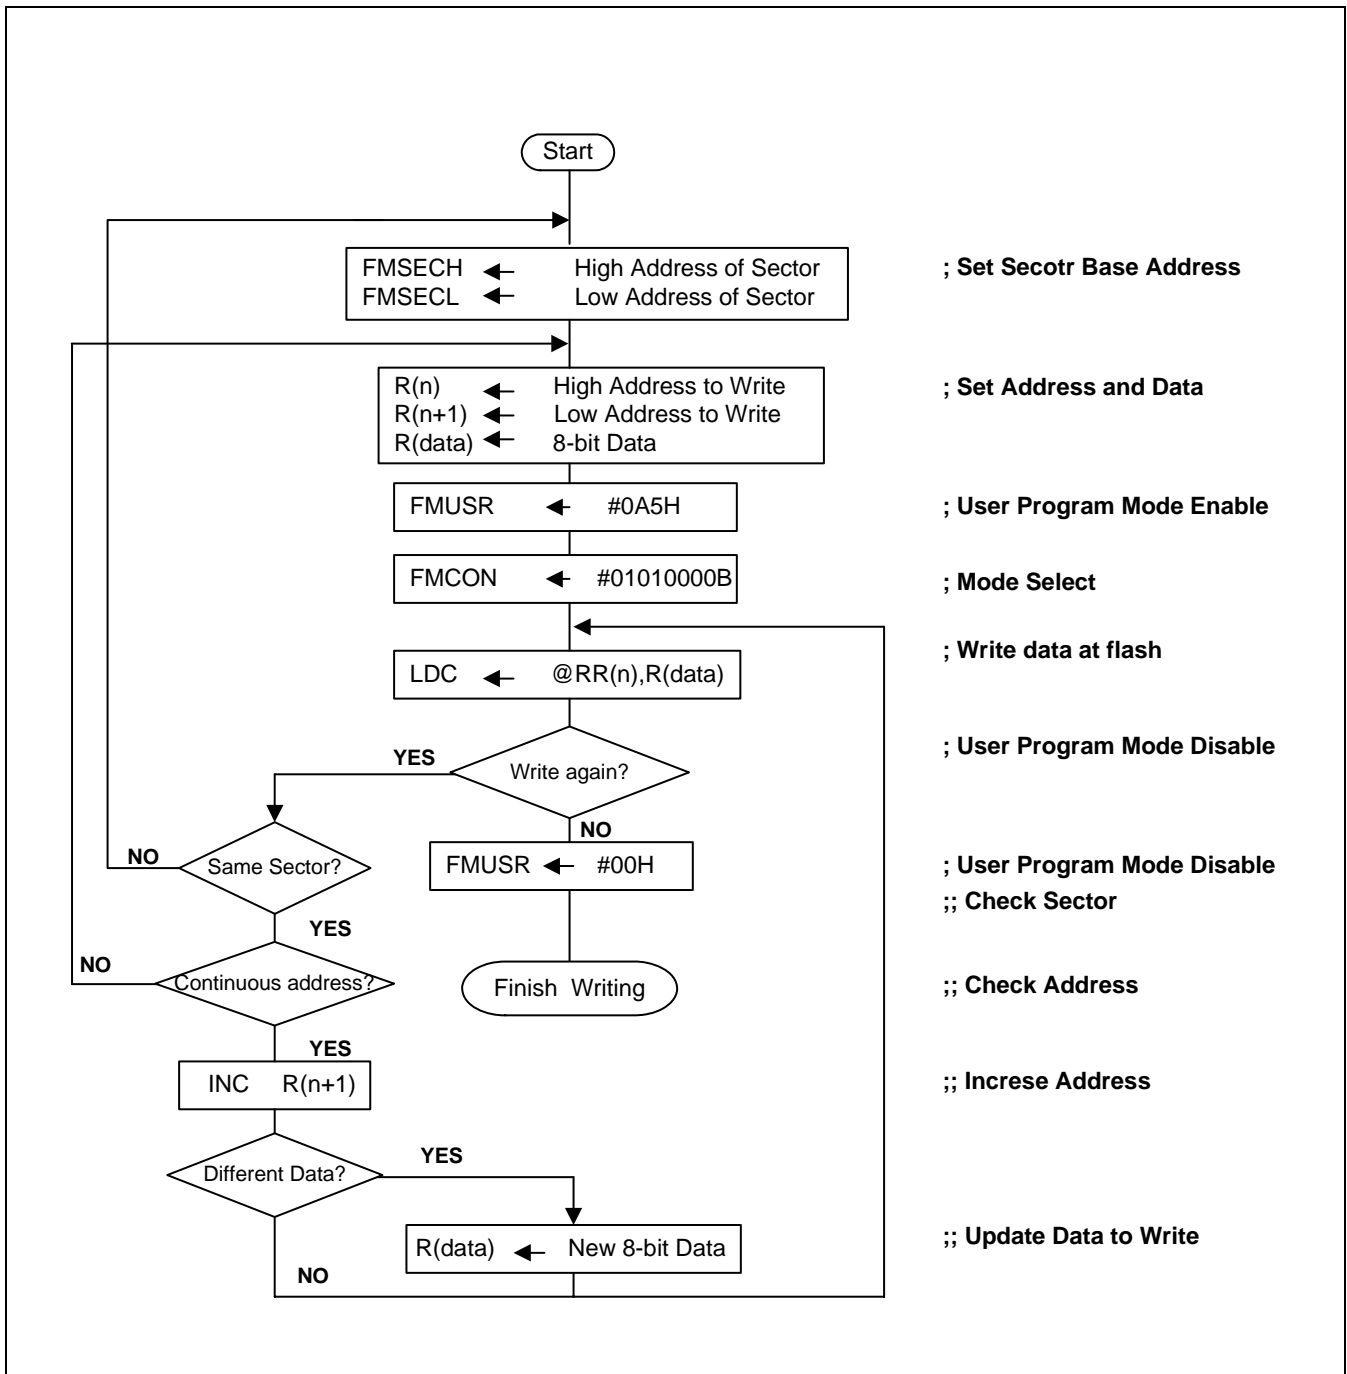 Start
FMSECH High Address of Sector ; Set Secotr Base Address
FMSECL Low Address of Sector
R(n) High Address to Write ; Set Address and Data
R(n+1) Low Address to Write
R(data) 8-bit Data
FMUSR #0A5H ; User Program Mode Enable
FMCON #01010000B ; Mode Select
; Write data at flash
LDC @RR(n),R(data)
; User Program Mode Disable
YES Write again?
NO
NO Same Sector? FMUSR #00H ; User Program Mode Disable
;; Check Sector
YES
NO Continuous address? Finish Writing ;; Check Address
YES
INC R(n+1) ;; Increse Address
Different Data? YES
R(data) New 8-bit Data ;; Update Data to Write
NO